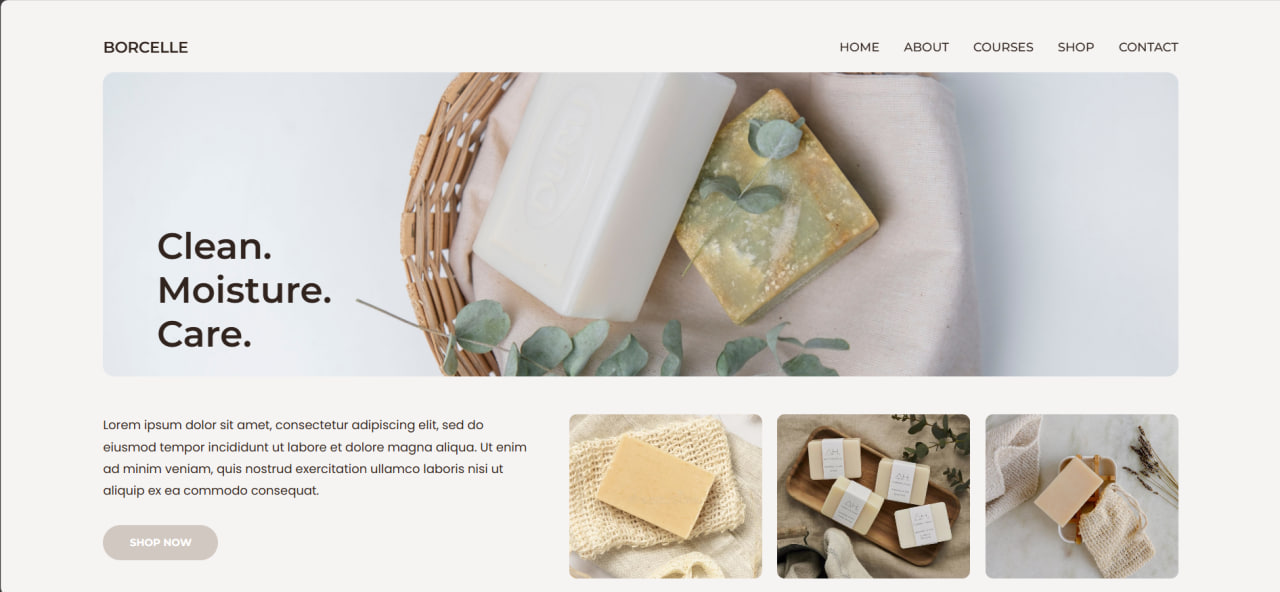 BORCELLE
HOME ABOUT COURSES SHOP CONTACT
Clean.
Moisture.
Care.
Lorem ipsum dolor sit amet, consectetur adipiscing elit, sed do
eiusmod tempor incididunt ut labore et dolore magna aliqua. Ut enim
ad minim veniam, quis nostrud exercitation ullamco laboris nisi ut
aliquip ex ea commodo consequat.
SHOP NOW